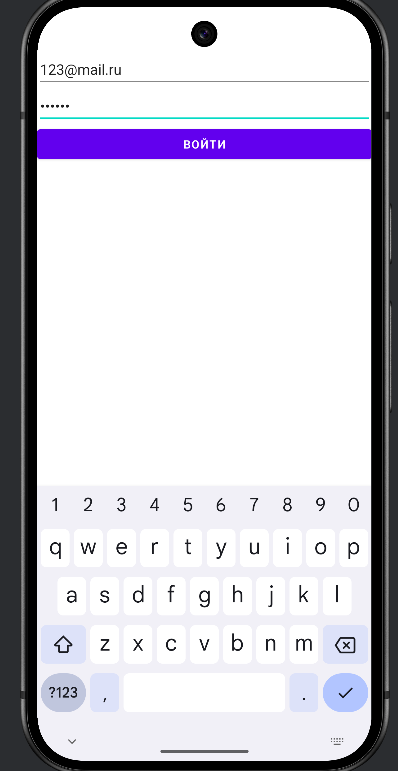 123@mail.ru
••••••
ВОЙТИ
1 2 3 4 5 6 7 8 9 0
q w e r t y u i o p
a s d f g h j k l
z x c v b n m
?123 , .